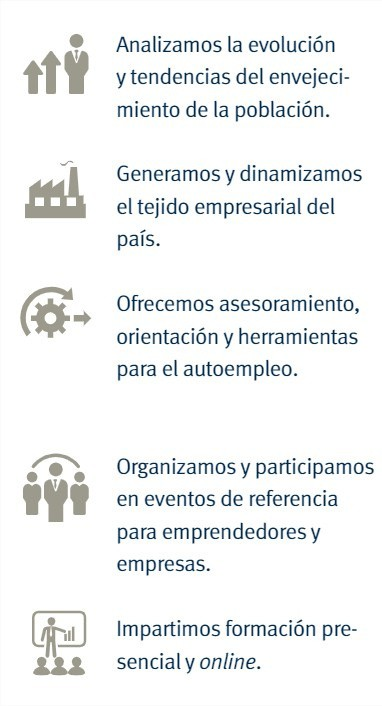 Analizamos la evolución
y tendencias del envejeci-
miento de la población.
Generamos y dinamizamos
el tejido empresarial del
país.
Ofrecemos asesoramiento,
orientación y herramientas
para el autoempleo.
Organizamos y participamos
en eventos de referencia
para emprendedores y
empresas.
Impartimos formación pre-
sencial y online.